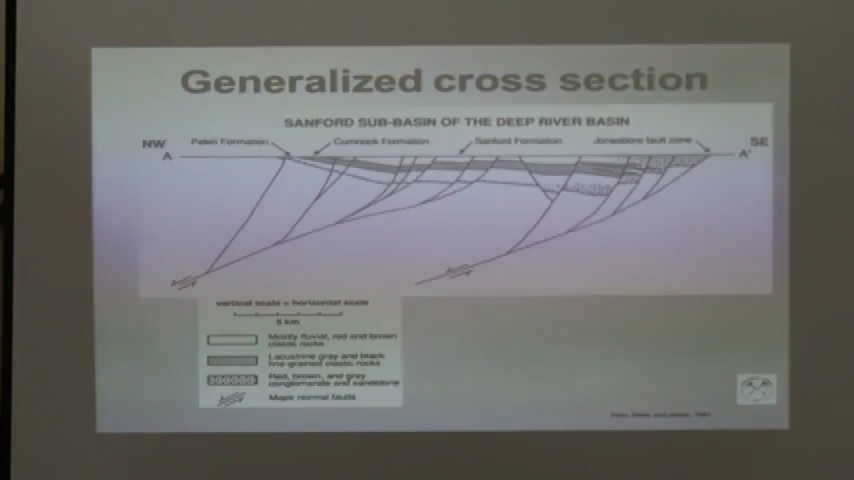 Generalized cross section
SANFORD SUB-BASIN OF THE DEEP RIVER BASIN
NW
SE
Pekin Formation
Cumnock Formation
Sanford Formation
Jonesboro fault zone
A
A'
vertical scale = horizontal scale
5 km
Mostly fluvial, red and brown
clastic rocks
Lacustrine gray and black
fine-grained clastic rocks
Red, brown, and gray
conglomerate and sandstone
Major normal faults